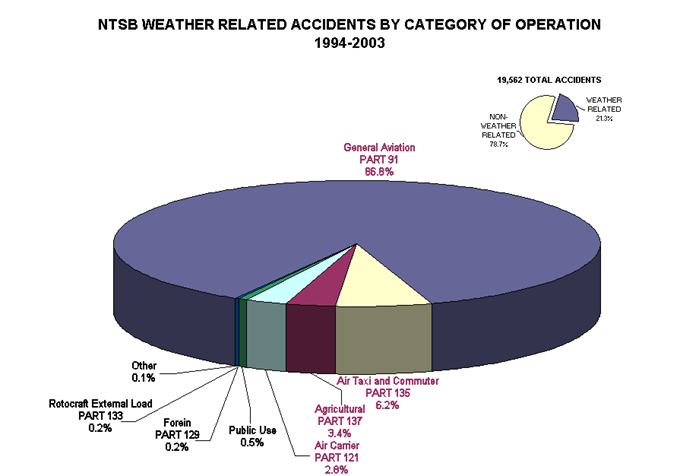 NTSB WEATHER RELATED ACCIDENTS BY CATEGORY OF OPERATION
1994-2003
19,562 TOTAL ACCIDENTS
WEATHER
RELATED
21.3%
NON-
WEATHER
RELATED
78.7%
General Aviation
PART 91
86.8%
Other
0.1%
Rotocraft External Load
PART 133
0.2%
Forein
PART 129
0.2%
Public Use
0.5%
Air Carrier
PART 121
2.8%
Agricultural
PART 137
3.4%
Air Taxi and Commuter
PART 135
6.2%